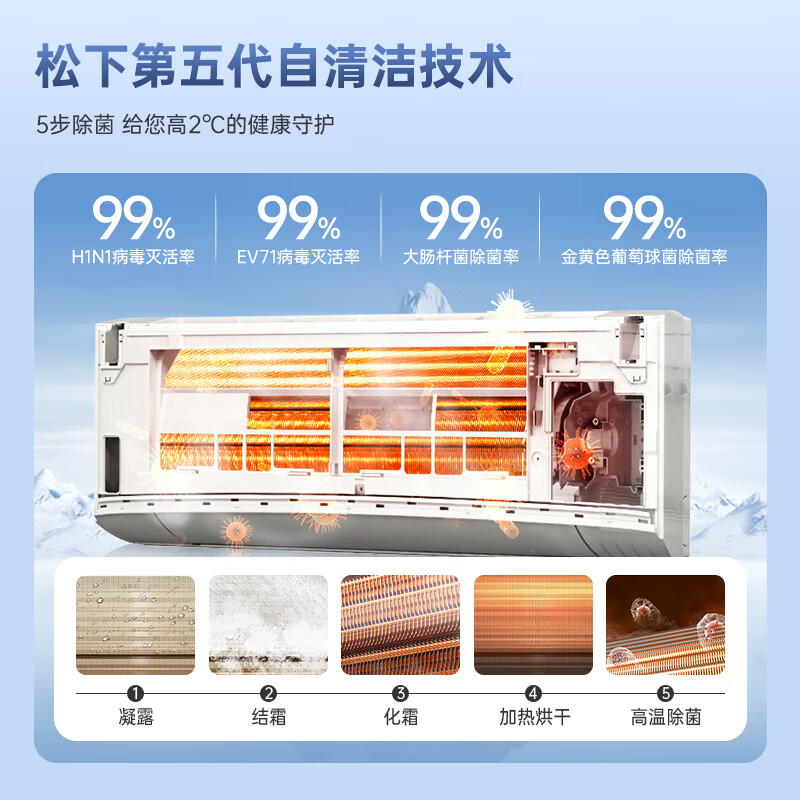 松下第五代自清洁技术
5步除菌 给您高2℃的健康守护
99% 99% 99% 99%
H1N1病毒灭活率 EV71病毒灭活率 大肠杆菌除菌率 金黄色葡萄球菌除菌率
1 2 3 4 5
凝露 结霜 化霜 加热烘干 高温除菌